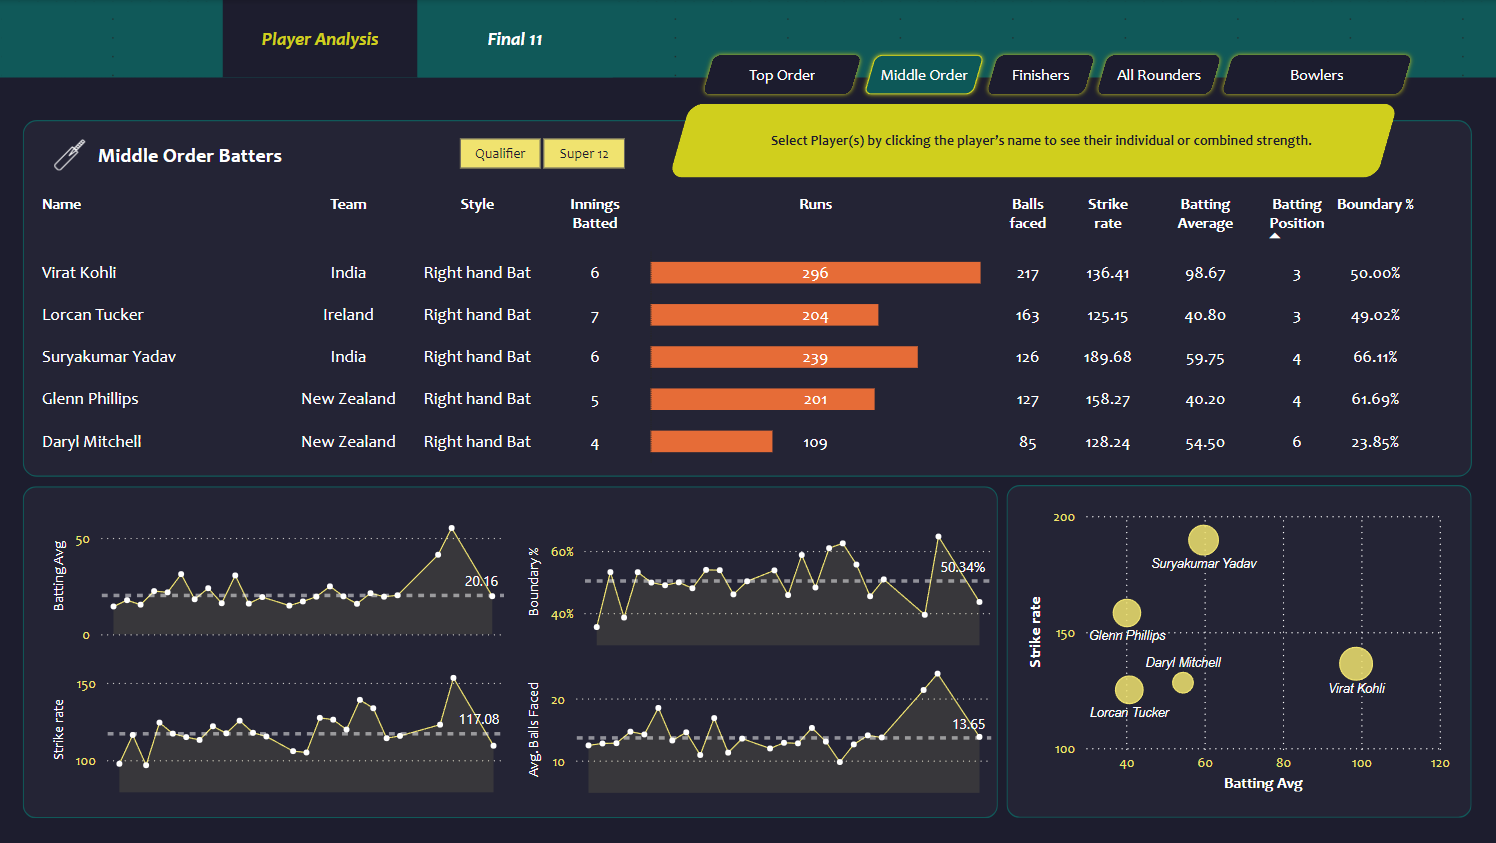 Player Analysis
Final 11
Top Order
Middle Order
Finishers
All Rounders
Bowlers
Select Player(s) by clicking the player's name to see their individual or combined strength.
Middle Order Batters
Qualifier
Super 12
Name Team Style Innings Batted Runs Balls faced Strike rate Batting Average Batting Position Boundary %
Virat Kohli India Right hand Bat 6 296 217 136.41 98.67 3 50.00%
Lorcan Tucker Ireland Right hand Bat 7 204 163 125.15 40.80 3 49.02%
Suryakumar Yadav India Right hand Bat 6 239 126 189.68 59.75 4 66.11%
Glenn Phillips New Zealand Right hand Bat 5 201 127 158.27 40.20 4 61.69%
Daryl Mitchell New Zealand Right hand Bat 4 109 85 128.24 54.50 6 23.85%
Batting Avg
50
0
20.16
Boundary %
60%
40%
50.34%
Strike rate
150
100
117.08
Avg. Balls Faced
20
10
13.65
Strike rate
200
150
100
Suryakumar Yadav
Glenn Phillips
Daryl Mitchell
Virat Kohli
Lorcan Tucker
40 60 80 100 120
Batting Avg